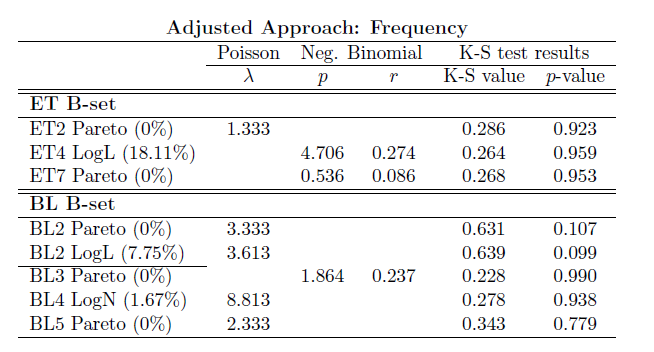 Adjusted Approach: Frequency
Poisson Neg. Binomial K-S test results
λ p r K-S value p-value
ET B-set
ET2 Pareto (0%) 1.333 0.286 0.923
ET4 LogL (18.11%) 4.706 0.274 0.264 0.959
ET7 Pareto (0%) 0.536 0.086 0.268 0.953
BL B-set
BL2 Pareto (0%) 3.333 0.631 0.107
BL2 LogL (7.75%) 3.613 0.639 0.099
BL3 Pareto (0%) 1.864 0.237 0.228 0.990
BL4 LogN (1.67%) 8.813 0.278 0.938
BL5 Pareto (0%) 2.333 0.343 0.779